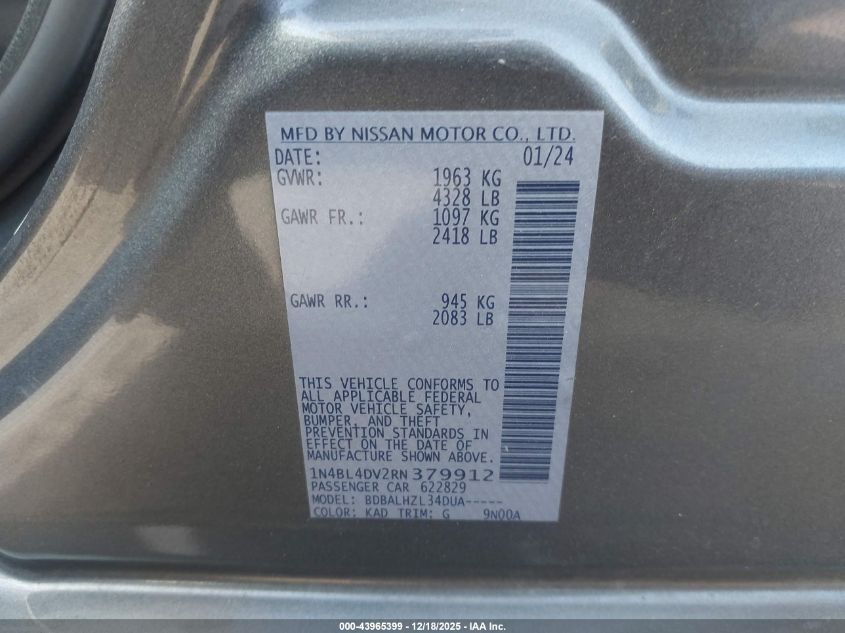 MFD BY NISSAN MOTOR CO., LTD.
DATE: 01/24
GVWR: 1963 KG
4328 LB
GAWR FR.: 1097 KG
2418 LB
GAWR RR.: 945 KG
2083 LB
THIS VEHICLE CONFORMS TO
ALL APPLICABLE FEDERAL
MOTOR VEHICLE SAFETY,
BUMPER, AND THEFT
PREVENTION STANDARDS IN
EFFECT ON THE DATE OF
MANUFACTURE SHOWN ABOVE.
1N4BL4DV2RN379912
PASSENGER CAR 622829
MODEL: BDBALHZL34DUA-----
COLOR: KAD TRIM: G 9N00A
000-43965399 - 12/18/2025 - IAA Inc.